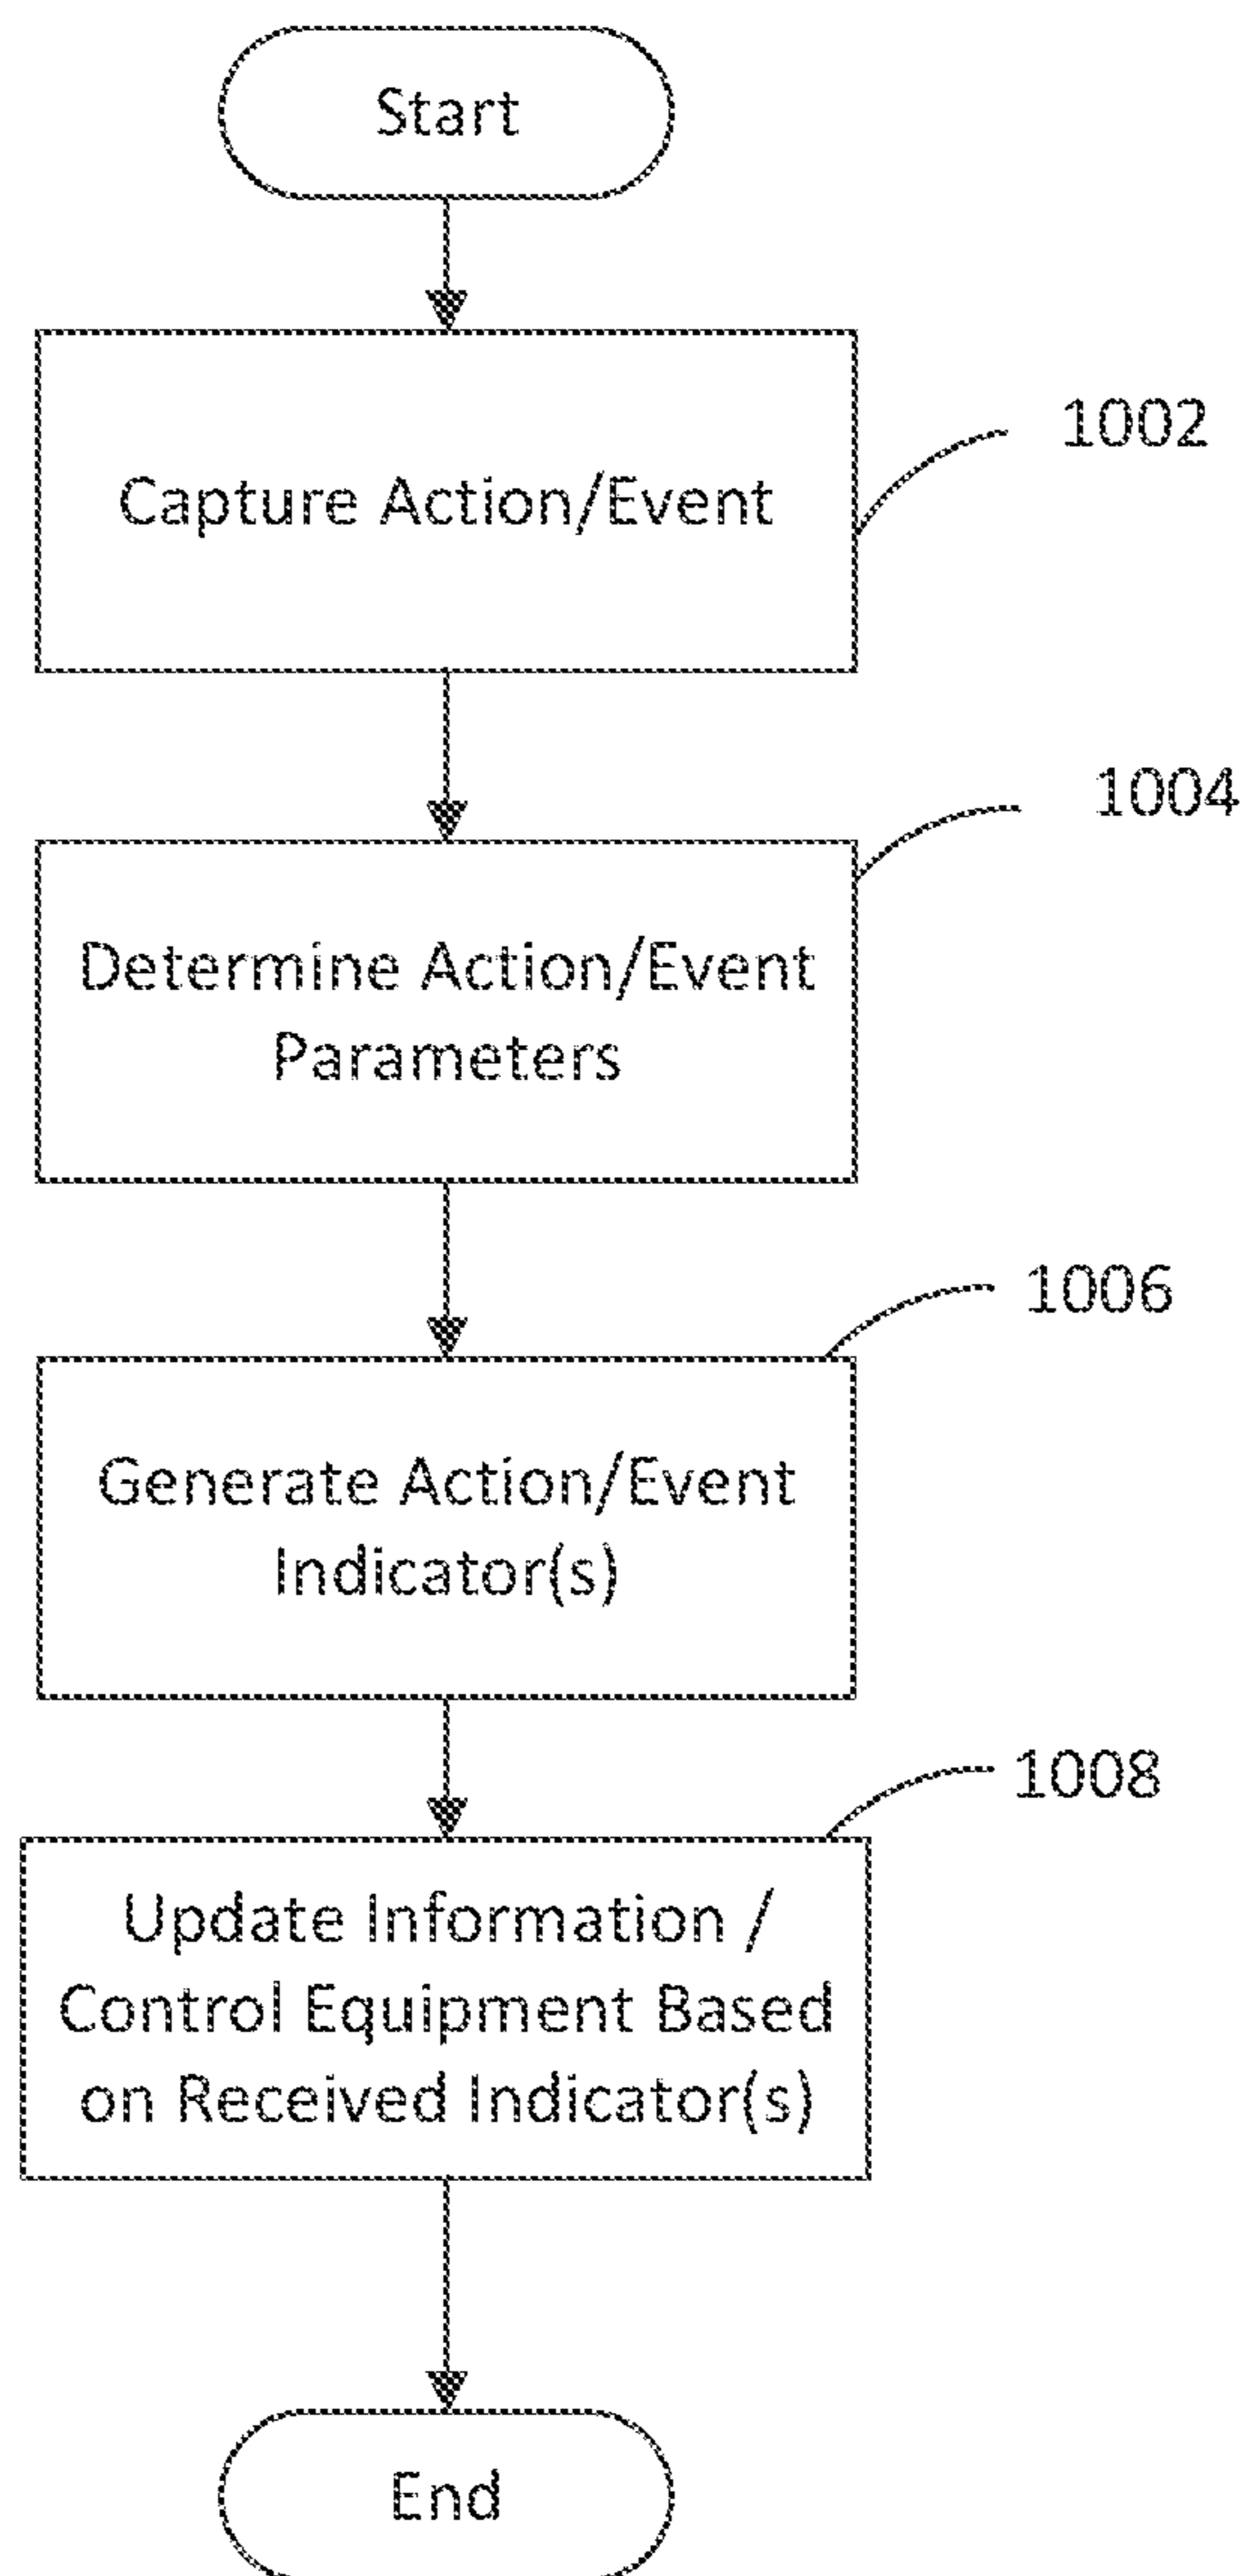 Start
1002
Capture Action/Event
1004
Determine Action/Event
Parameters
1006
Generate Action/Event
Indicator(s)
1008
Update Information /
Control Equipment Based
on Received Indicator(s)
End